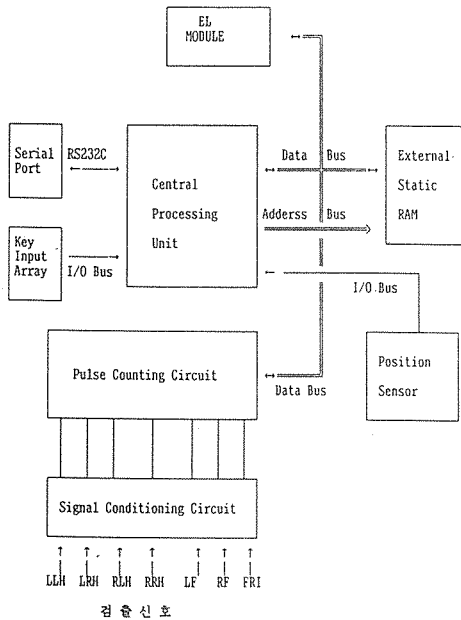 EL
MODULE
Serial
Port
RS232C
Central
Processing
Unit
Data Bus
Adderss Bus
External
Static
RAM
Key
Input
Array
I/O Bus
I/O Bus
Pulse Counting Circuit
Data Bus
Position
Sensor
Signal Conditioning Circuit
LLH LRH RLH RRH LF RF FRI
검출신호